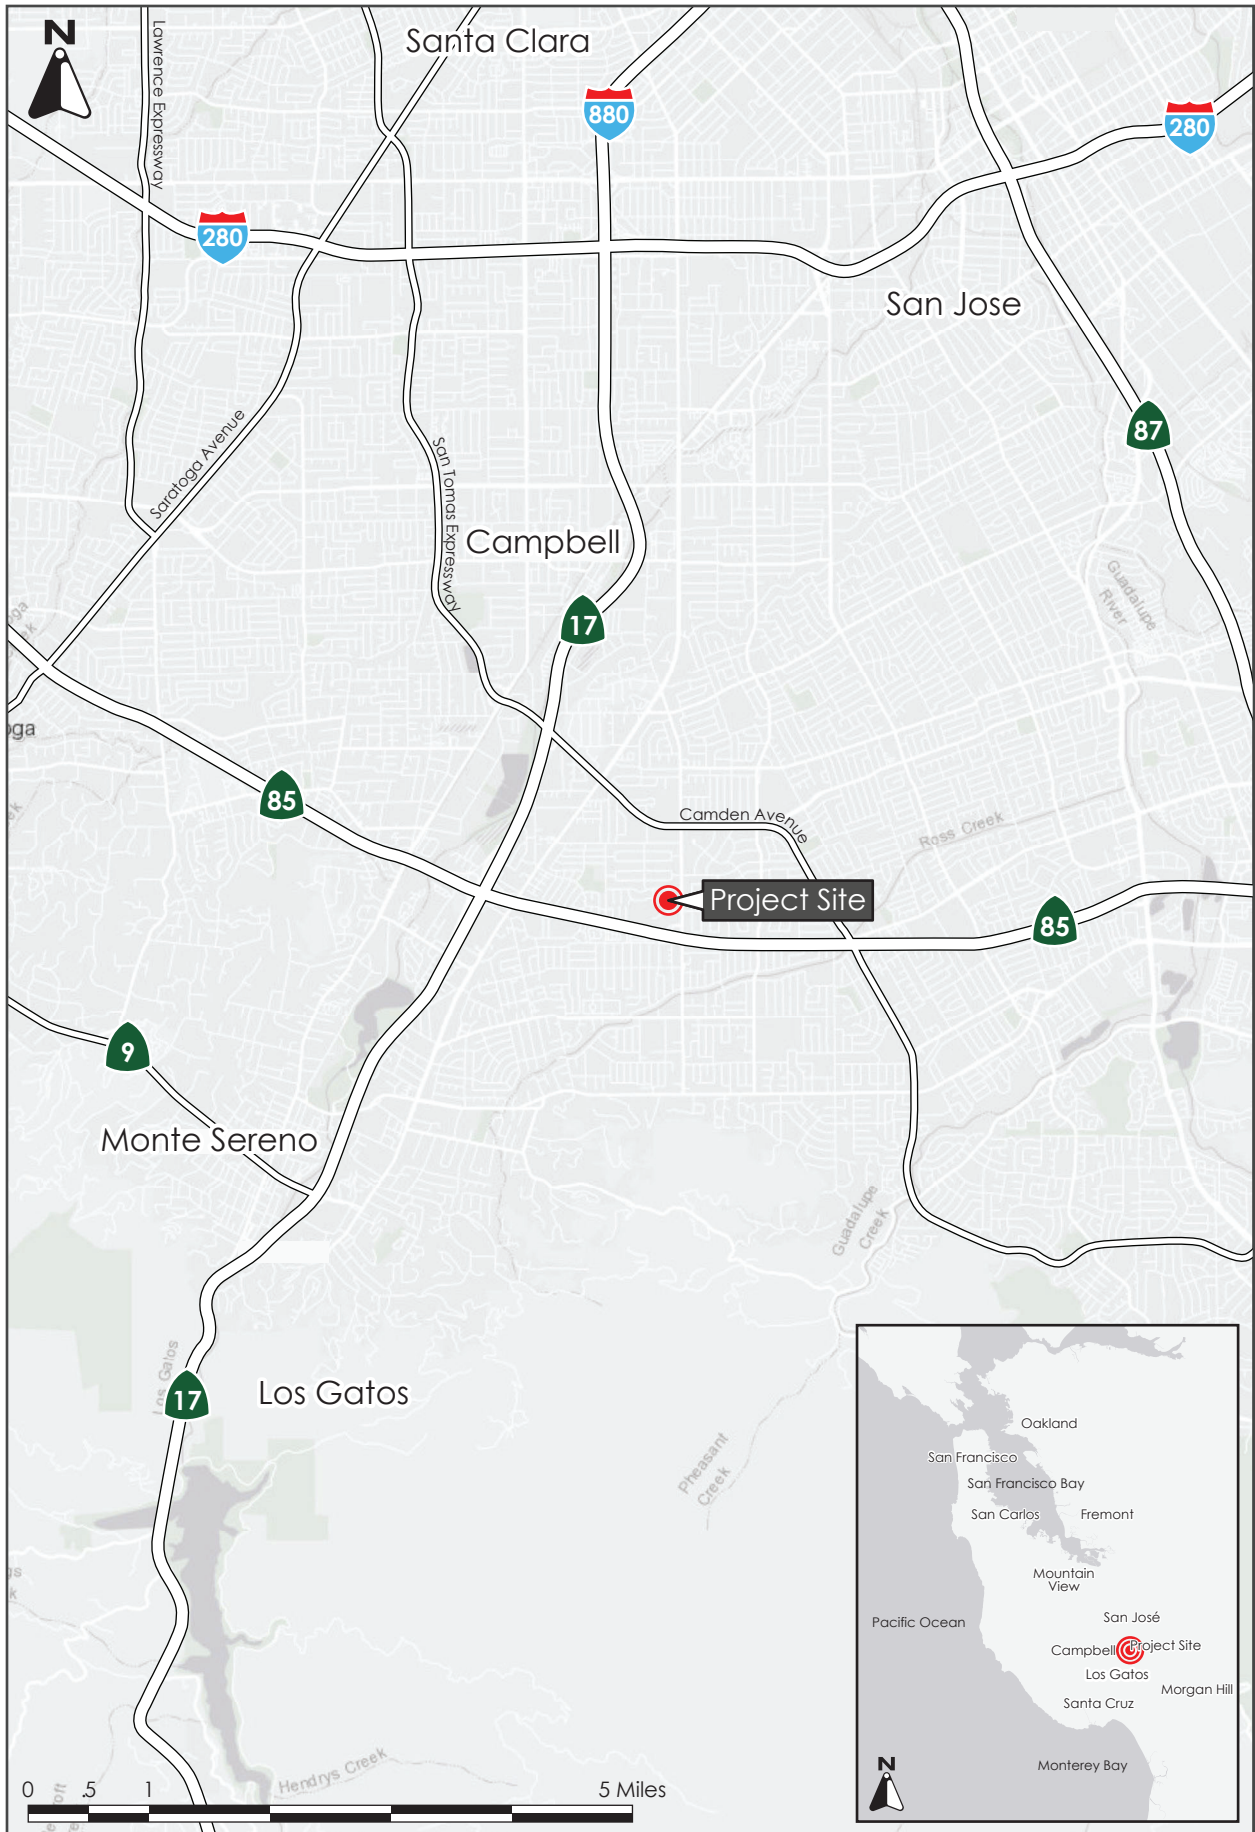 N
Santa Clara
Lawrence Expressway
880
280
280
San Jose
87
Saratoga Avenue
San Tomas Expressway
Campbell
Guadalupe
River
17
oga
85
Camden Avenue
Ross Creek
Project Site
85
9
Monte Sereno
Guadalupe
Creek
Los Gatos
17
Los Gatos
Pheasant
Creek
Hendrys Creek
0 .5 1 5 Miles
Oakland
San Francisco
San Francisco Bay
San Carlos
Fremont
Mountain
View
San José
Pacific Ocean
Campbell
Project Site
Los Gatos
Morgan Hill
Santa Cruz
Monterey Bay
N